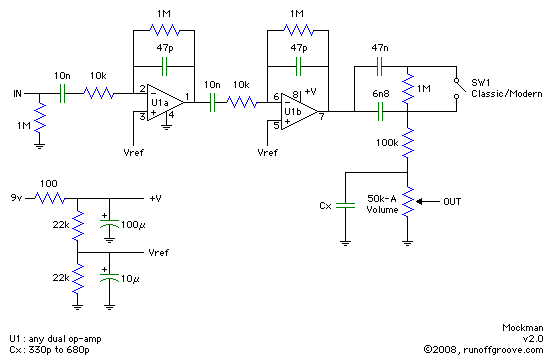 1M
1M
47p
47p
47n
10n
10k
10n
10k
IN
2
1
6
8
+V
SW1
Classic/Modern
1M
U1a
U1b
6n8
3
4
5
7
1M
Vref
Vref
100k
50k-A
Volume
OUT
Cx
9v
100
+V
22k
100μ
Vref
22k
10μ
U1 : any dual op-amp
Cx: 330p to 680p
Mockman
v2.0
©2008, runoffgroove.com